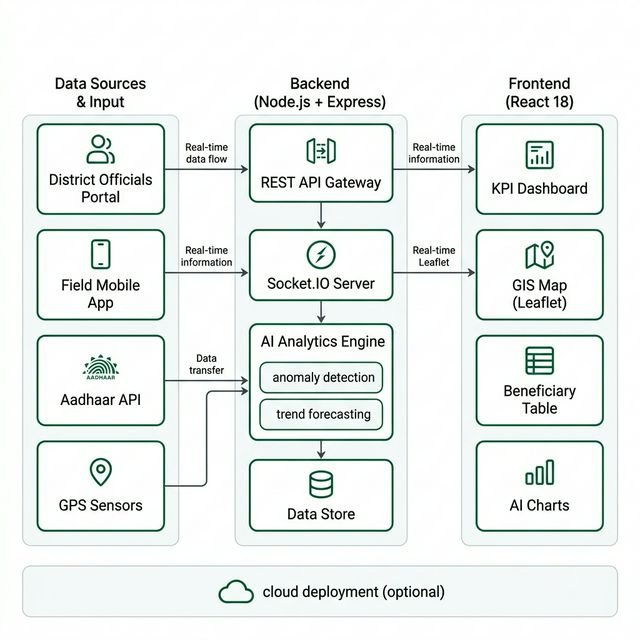 Data Sources
& Input
Backend
(Node.js + Express)
Frontend
(React 18)
District Officials
Portal
Real-time
data flow
REST API Gateway
Real-time
information
KPI Dashboard
Field Mobile
App
Real-time
information
Socket.IO Server
Real-time
Leaflet
GIS Map
(Leaflet)
AADHAAR
Aadhaar API
Data
transfer
AI Analytics Engine
anomaly detection
trend forecasting
Beneficiary
Table
GPS Sensors
Data Store
AI Charts
cloud deployment (optional)